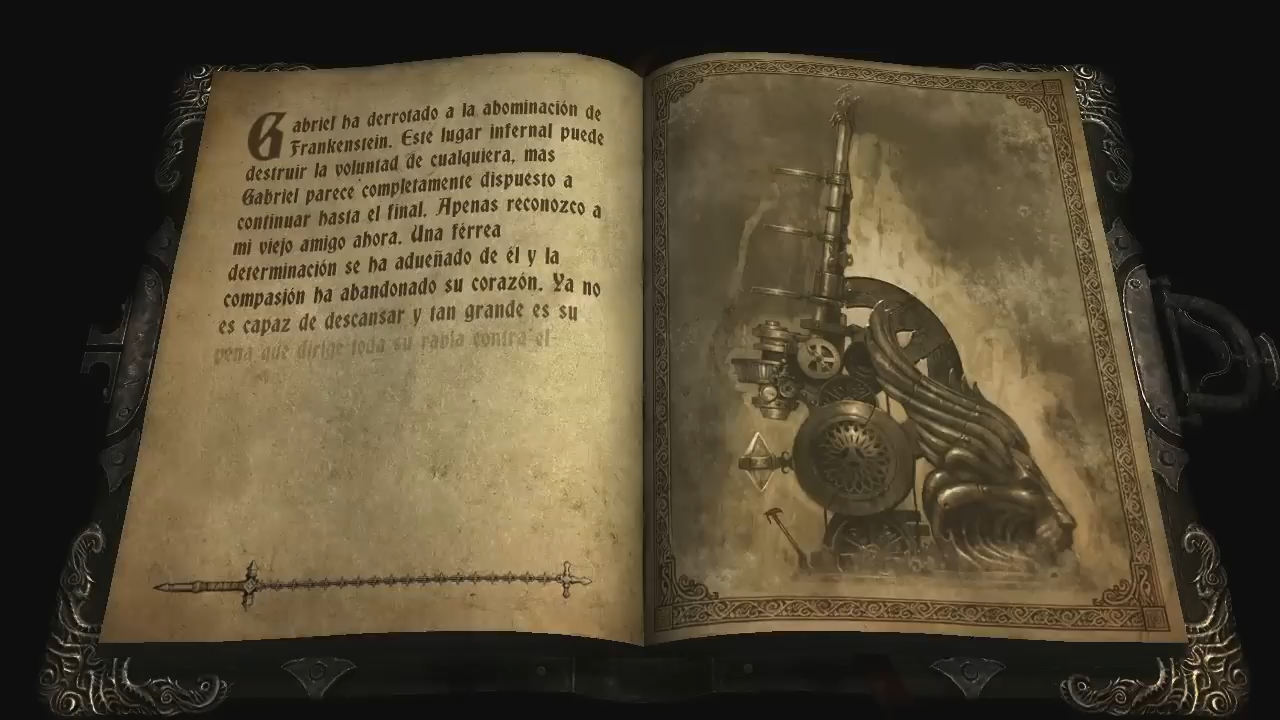 Gabriel ha derrotado a la abominación de
Frankenstein. Este lugar infernal puede
destruir la voluntad de cualquiera, mas
Gabriel parece completamente dispuesto a
continuar hasta el final. Apenas reconozco a
mi viejo amigo ahora. Una férrea
determinación se ha adueñado de él y la
compasión ha abandonado su corazón. Ya no
es capaz de descansar y tan grande es su
pena que dirige toda su rabia contra el